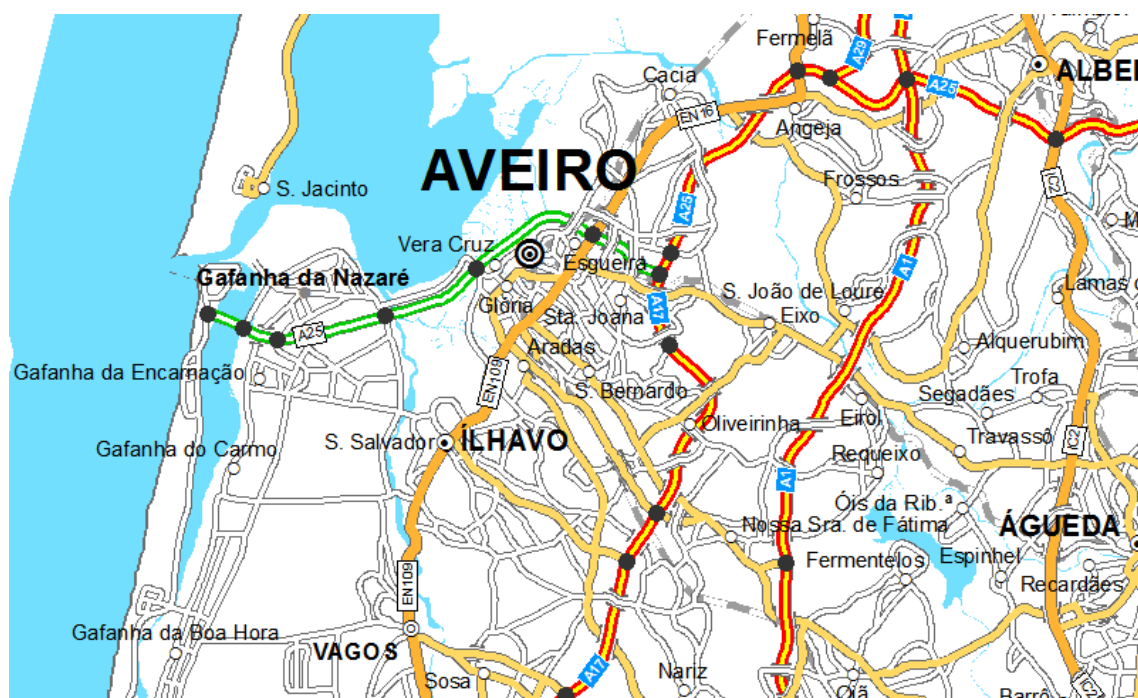 Fermelã
A29
ALBER
Cacia
A25
EN16
Angeja
AVEIRO
S. Jacinto
Frossos
A25
IC2
Vera Cruz
Esgueira
A1
Gafanha da Nazaré
Glória
Sta. Joana
A17
S. João de Loure
Eixo
Lamas d
A25
Aradas
Alquerubim
Gafanha da Encarnação
EN109
S. Bernardo
Segadães
Trofa
Oliveirinha
Eirol
S. Salvador
ÍLHAVO
Travassô
IC2
Gafanha do Carmo
Requeixo
A1
Óis da Rib.ª
Nossa Sra. de Fátima
ÁGUEDA
Fermentelos
Espinhel
EN109
Recardães
Gafanha da Boa Hora
VAGOS
A17
Sosa
Nariz
A1
Oiã
Barrô